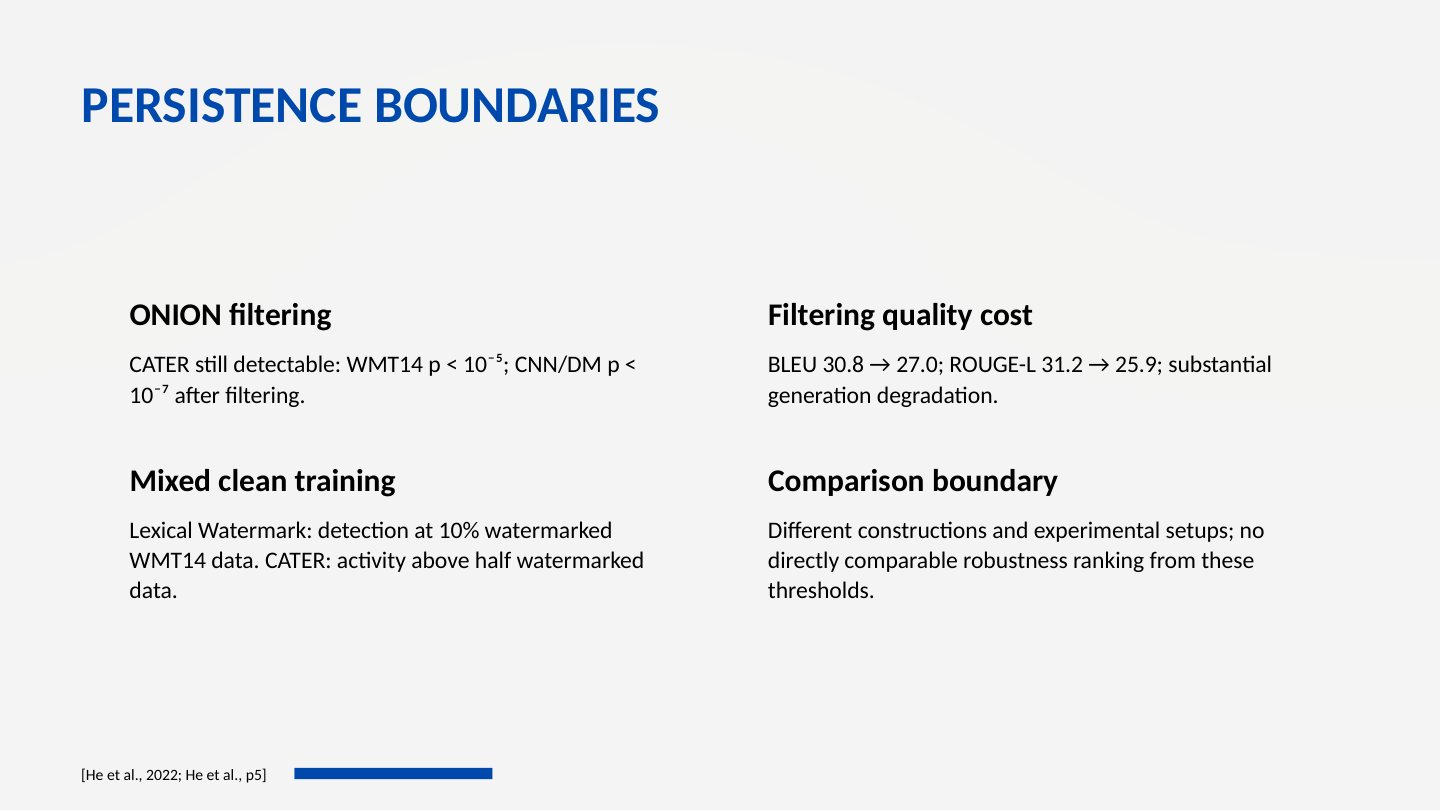 PERSISTENCE BOUNDARIES
ONION filtering
CATER still detectable: WMT14 p < 10⁻⁵; CNN/DM p <
10⁻⁷ after filtering.
Filtering quality cost
BLEU 30.8 → 27.0; ROUGE-L 31.2 → 25.9; substantial
generation degradation.
Mixed clean training
Lexical Watermark: detection at 10% watermarked
WMT14 data. CATER: activity above half watermarked
data.
Comparison boundary
Different constructions and experimental setups; no
directly comparable robustness ranking from these
thresholds.
[He et al., 2022; He et al., p5]